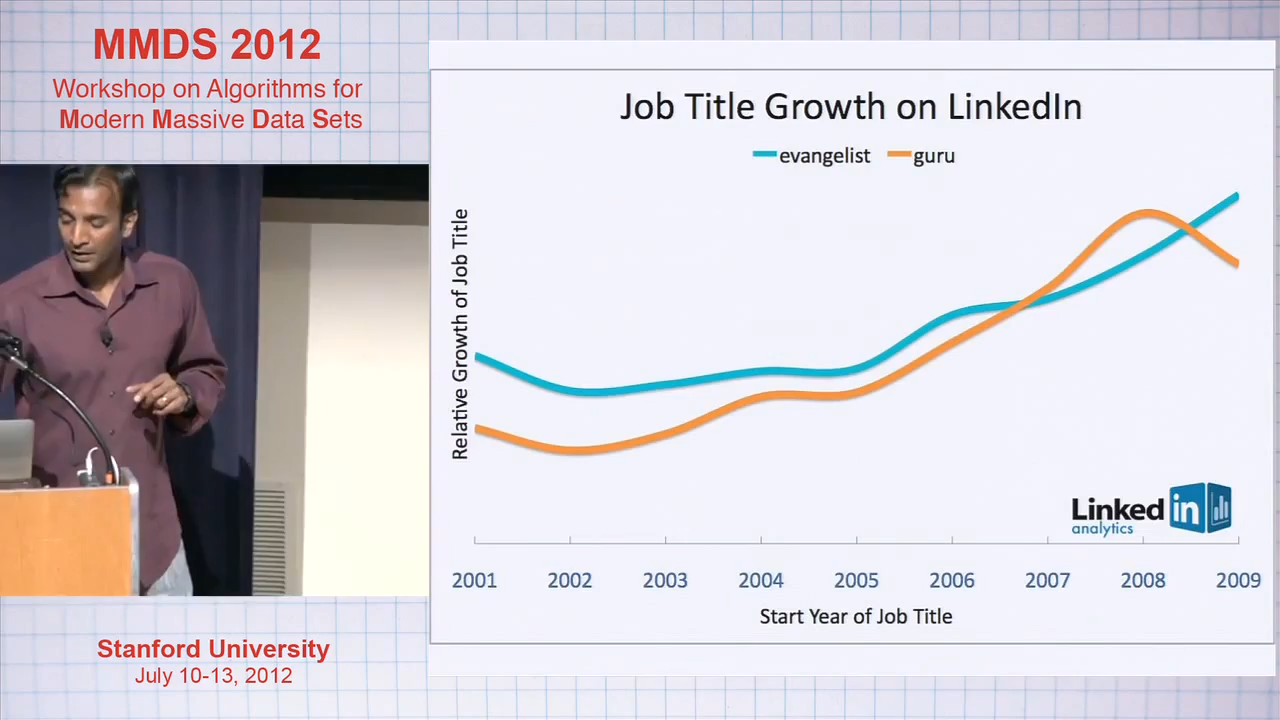 MMDS 2012
Workshop on Algorithms for
Modern Massive Data Sets
Job Title Growth on LinkedIn
evangelist guru
Relative Growth of Job Title
Linked in
analytics
2001 2002 2003 2004 2005 2006 2007 2008 2009
Start Year of Job Title
Stanford University
July 10-13, 2012